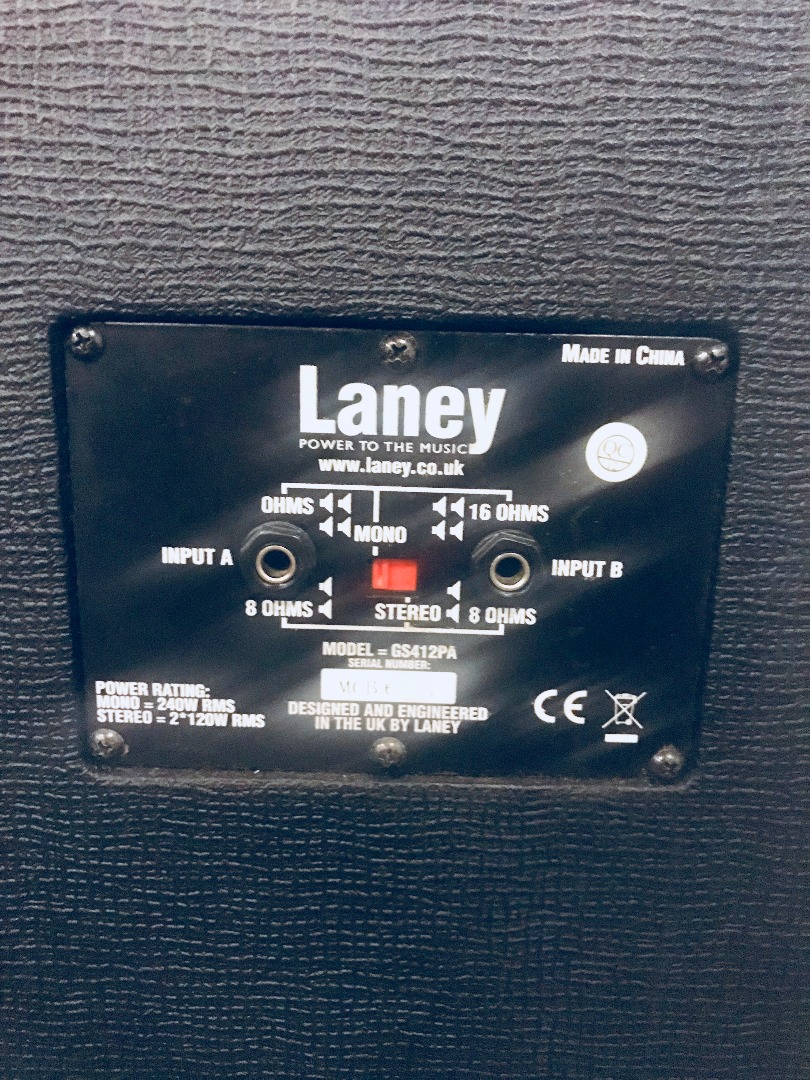 MADE IN CHINA
Laney
POWER TO THE MUSIC
www.laney.co.uk
QC
OHMS
16 OHMS
MONO
INPUT A
INPUT B
8 OHMS
STEREO
8 OHMS
MODEL = GS412PA
SERIAL NUMBER:
POWER RATING:
MONO = 240W RMS
STEREO = 2*120W RMS
DESIGNED AND ENGINEERED
IN THE UK BY LANEY
CE